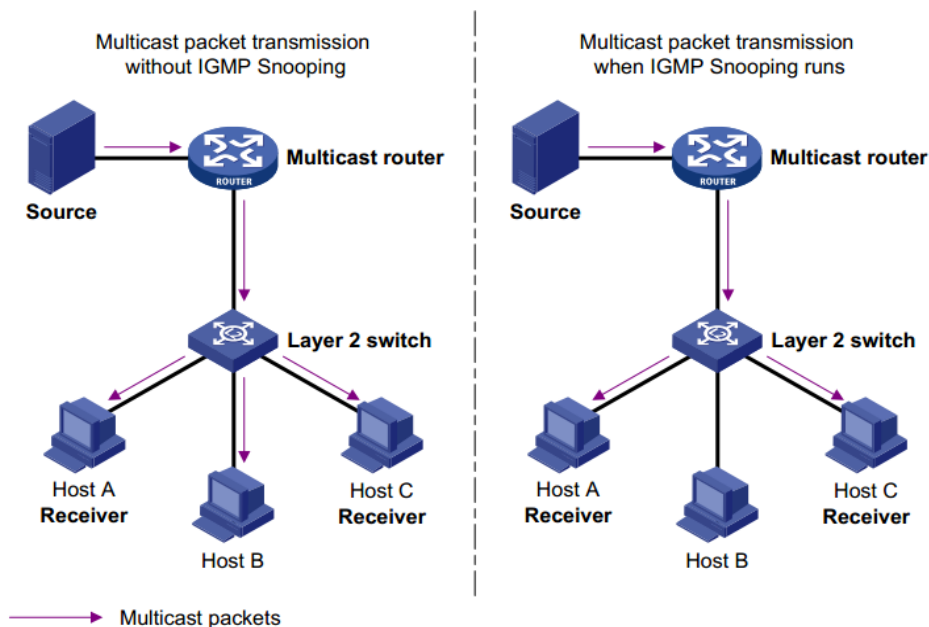 Multicast packet transmission
without IGMP Snooping
Source
ROUTER
Multicast router
Layer 2 switch
Host A
Receiver
Host B
Host C
Receiver
Multicast packet transmission
when IGMP Snooping runs
Source
ROUTER
Multicast router
Layer 2 switch
Host A
Receiver
Host B
Host C
Receiver
Multicast packets